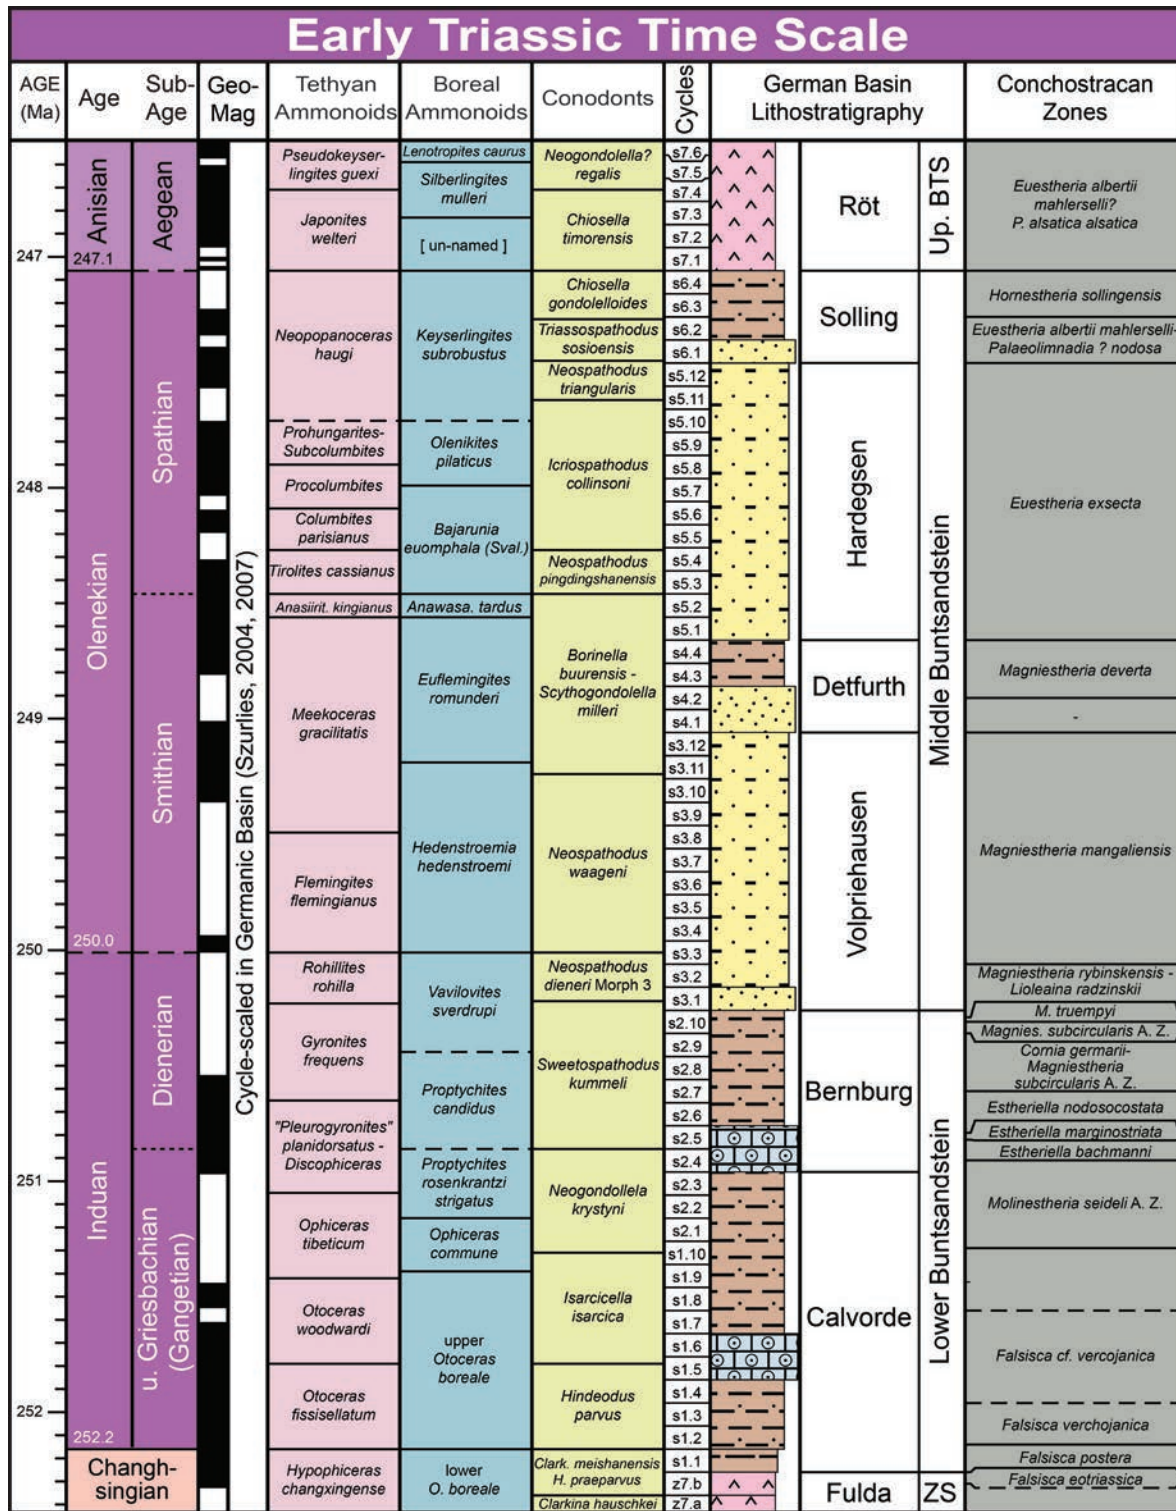 Early Triassic Time Scale
AGE
(Ma)
Age
Sub-
Age
Geo-
Mag
Tethyan
Ammonoids
Boreal
Ammonoids
Conodonts
Cycles
German Basin
Lithostratigraphy
Conchostracan
Zones
247
248
249
250
251
252
Anisian
247.1
Olenekian
250.0
Induan
252.2
Changh-
singian
Aegean
Spathian
Smithian
Dienerian
u. Griesbachian
(Gangetian)
Cycle-scaled in Germanic Basin (Szurlies, 2004, 2007)
Pseudokeyser-
lingites guexi
Japonites
welteri
Neopopanoceras
haugi
Prohungarites-
Subcolumbites
Procolumbites
Columbites
parisianus
Tirolites cassianus
Anasiirit. kingianus
Meekoceras
gracilitatis
Flemingites
flemingianus
Rohillites
rohilla
Gyronites
frequens
"Pleurogyronites"
planidorsatus -
Discophiceras
Ophiceras
tibeticum
Otoceras
woodwardi
Otoceras
fissisellatum
Hypophiceras
changxingense
Lenotropites caurus
Silberlingites
mulleri
[ un-named ]
Keyserlingites
subrobustus
Olenikites
pilaticus
Bajarunia
euomphala (Sval.)
Anawasa. tardus
Euflemingites
romunderi
Hedenstroemia
hedenstroemi
Vavilovites
sverdrupi
Proptychites
candidus
Proptychites
rosenkrantzi
strigatus
Ophiceras
commune
upper
Otoceras
boreale
lower
O. boreale
Neogondolella?
regalis
Chiosella
timorensis
Chiosella
gondolelloides
Triassospathodus
sosioensis
Neospathodus
triangularis
Icriospathodus
collinsoni
Neospathodus
pingdingshanensis
Borinella
buurensis -
Scythogondolella
milleri
Neospathodus
waageni
Neospathodus
dieneri Morph 3
Sweetospathodus
kummeli
Neogondollela
krystyni
Isarcicella
isarcica
Hindeodus
parvus
Clark. meishanensis
H. praeparvus
Clarkina hauschkei
s7.6
s7.5
s7.4
s7.3
s7.2
s7.1
s6.4
s6.3
s6.2
s6.1
s5.12
s5.11
s5.10
s5.9
s5.8
s5.7
s5.6
s5.5
s5.4
s5.3
s5.2
s5.1
s4.4
s4.3
s4.2
s4.1
s3.12
s3.11
s3.10
s3.9
s3.8
s3.7
s3.6
s3.5
s3.4
s3.3
s3.2
s3.1
s2.10
s2.9
s2.8
s2.7
s2.6
s2.5
s2.4
s2.3
s2.2
s2.1
s1.10
s1.9
s1.8
s1.7
s1.6
s1.5
s1.4
s1.3
s1.2
s1.1
z7.b
z7.a
Röt
Solling
Hardegsen
Detfurth
Volpriehausen
Bernburg
Calvorde
Fulda
Up. BTS
Middle Buntsandstein
Lower Buntsandstein
ZS
Euestheria albertii
mahlerselli?
P. alsatica alsatica
Hornestheria sollingensis
Euestheria albertii mahlerselli-
Palaeolimnadia ? nodosa
Euestheria exsecta
Magniestheria deverta
-
Magniestheria mangaliensis
Magniestheria rybinskensis -
Lioleaina radzinskii
M. truempyi
Magnies. subcircularis A. Z.
Cornia germarii-
Magniestheria
subcircularis A. Z.
Estheriella nodosocostata
Estheriella marginostriata
Estheriella bachmanni
Molinestheria seideli A. Z.
Falsisca cf. vercojanica
Falsisca verchojanica
Falsisca postera
Falsisca eotriassica